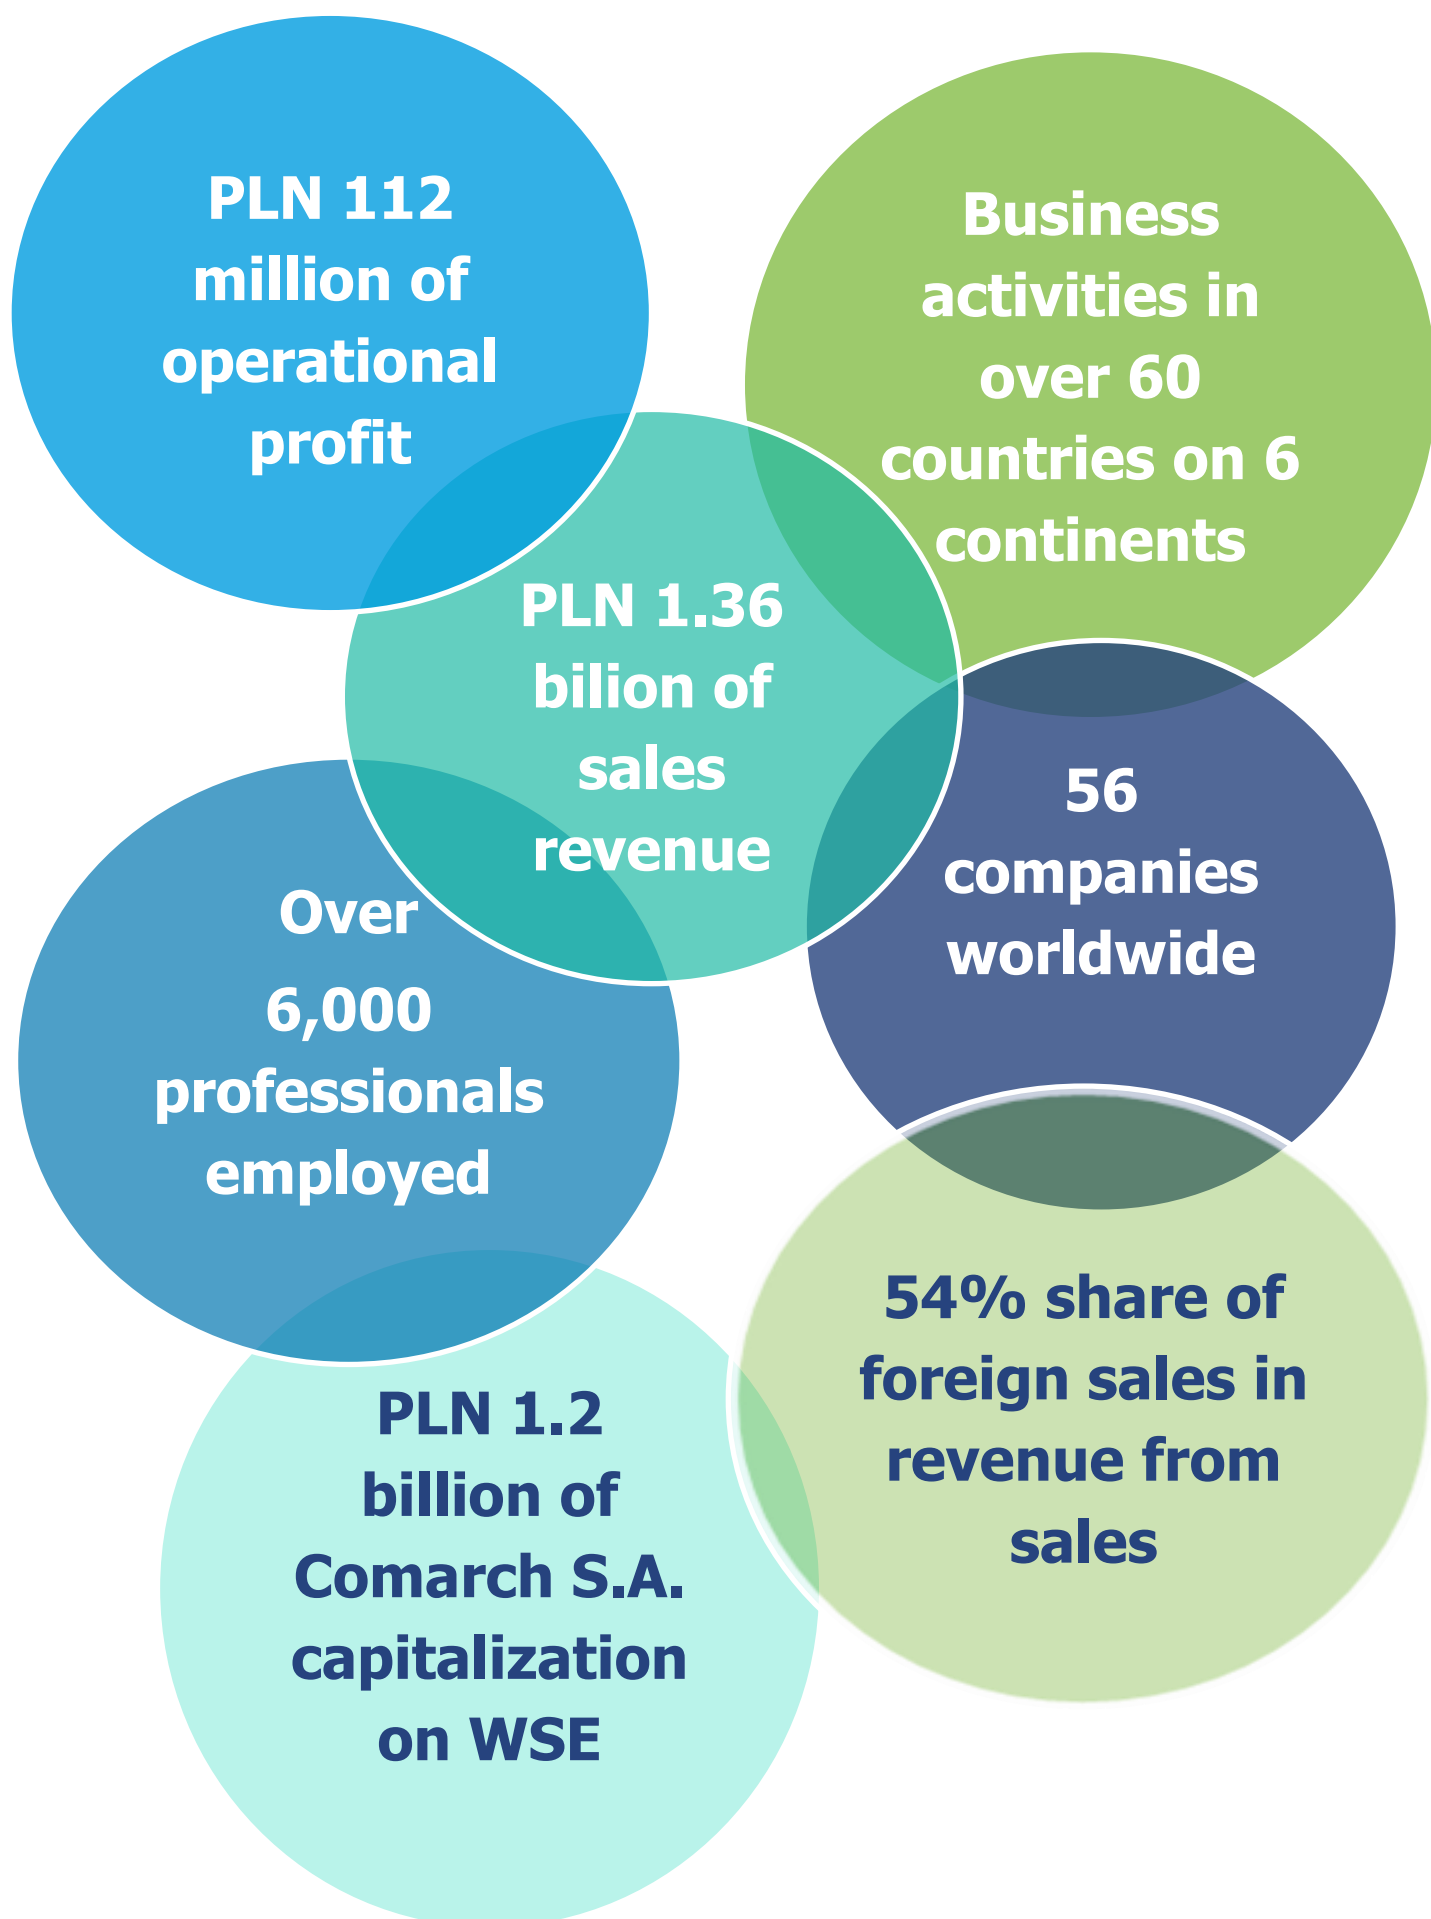 PLN 112
million of
operational
profit
Business
activities in
over 60
countries on 6
continents
PLN 1.36
bilion of
sales
revenue
56
companies
worldwide
Over
6,000
professionals
employed
54% share of
foreign sales in
revenue from
sales
PLN 1.2
billion of
Comarch S.A.
capitalization
on WSE